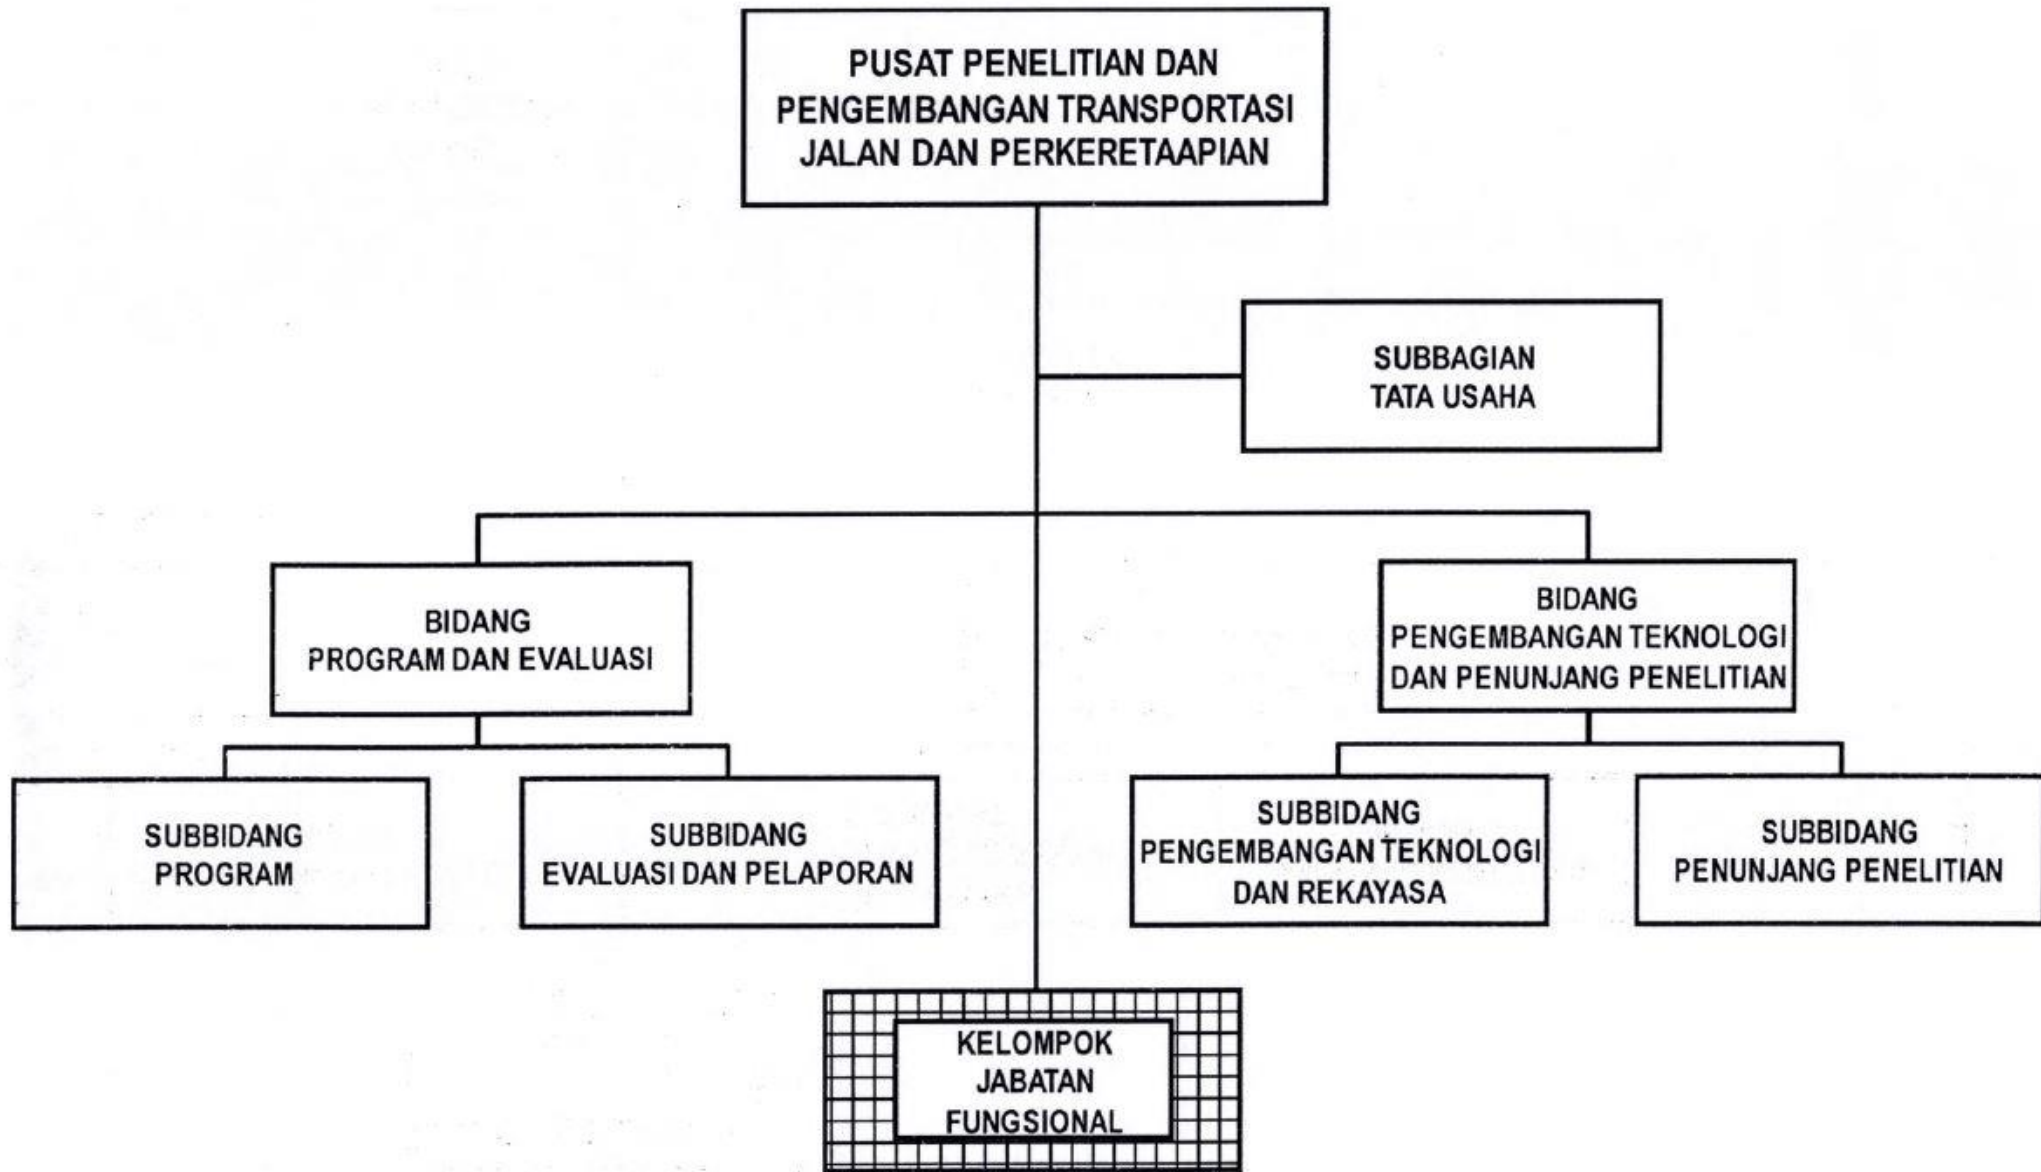 PUSAT PENELITIAN DAN
PENGEMBANGAN TRANSPORTASI
JALAN DAN PERKERETAAPIAN
SUBBAGIAN
TATA USAHA
BIDANG
PROGRAM DAN EVALUASI
BIDANG
PENGEMBANGAN TEKNOLOGI
DAN PENUNJANG PENELITIAN
SUBBIDANG
PROGRAM
SUBBIDANG
EVALUASI DAN PELAPORAN
SUBBIDANG
PENGEMBANGAN TEKNOLOGI
DAN REKAYASA
SUBBIDANG
PENUNJANG PENELITIAN
KELOMPOK
JABATAN
FUNGSIONAL